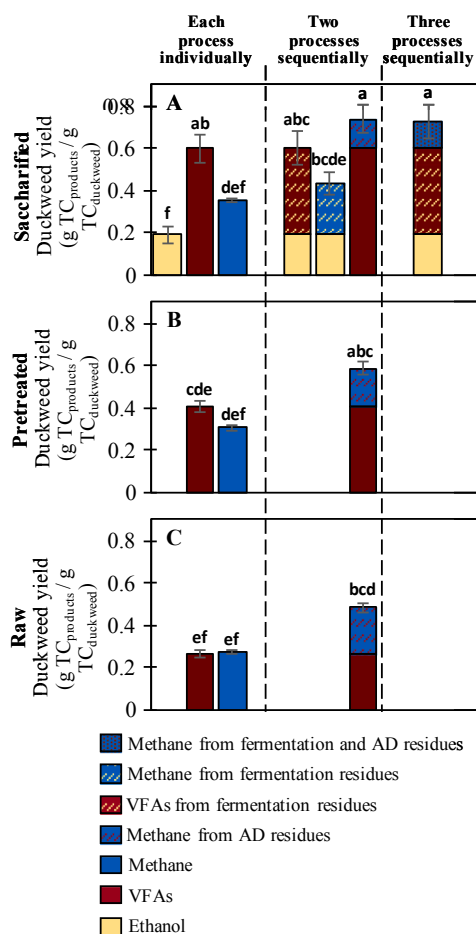 Each process individually
Two processes sequentially
Three processes sequentially
Saccharified
Duckweed yield
(g TCproducts / g
TCduckweed)
A
0.8
0.6
0.4
0.2
0
f
ab
def
abc
bcde
a
a
Pretreated
Duckweed yield
(g TCproducts / g
TCduckweed)
B
0.8
0.6
0.4
0.2
0
cde
def
abc
Raw
Duckweed yield
(g TCproducts / g
TCduckweed)
C
0.8
0.6
0.4
0.2
0
ef
ef
bcd
Methane from fermentation and AD residues
Methane from fermentation residues
VFAs from fermentation residues
Methane from AD residues
Methane
VFAs
Ethanol